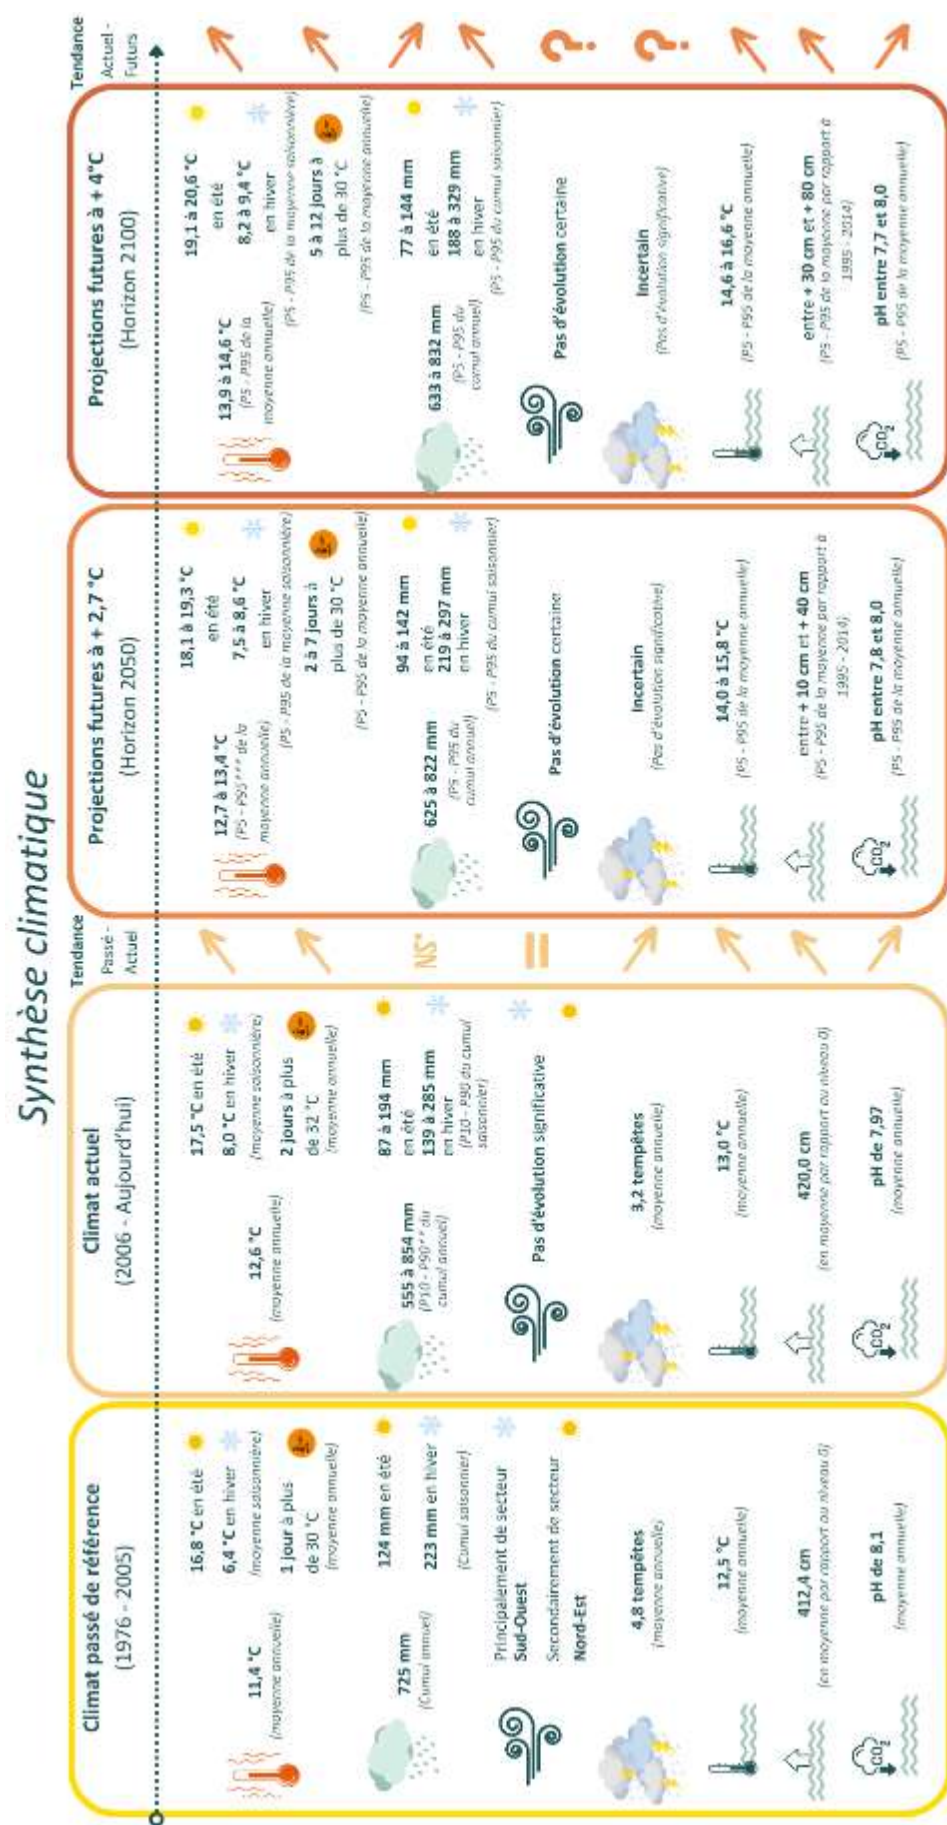 Synthèse climatique
Climat passé de référence
(1976 - 2005)
11,4 °C
(moyenne annuelle)
16,8 °C en été
6,4 °C en hiver
(moyenne saisonnière)
1 jour à plus
de 30 °C
(moyenne annuelle)
725 mm
(Cumul annuel)
124 mm en été
223 mm en hiver
(Cumul saisonnier)
Principalement de secteur
Sud-Ouest
Secondairement de secteur
Nord-Est
4,8 tempêtes
(moyenne annuelle)
12,5 °C
(moyenne annuelle)
412,4 cm
(en moyenne par rapport au niveau 0)
CO2
pH de 8,1
(moyenne annuelle)
Climat actuel
(2006 - Aujourd'hui)
12,6 °C
(moyenne annuelle)
17,5 °C en été
8,0 °C en hiver
(moyenne saisonnière)
2 jours à plus
de 32 °C
(moyenne annuelle)
555 à 854 mm
(P10 - P90** du
cumul annuel)
87 à 194 mm
en été
139 à 285 mm
en hiver
(P10 - P90 du cumul
saisonnier)
Pas d'évolution significative
3,2 tempêtes
(moyenne annuelle)
13,0 °C
(moyenne annuelle)
420,0 cm
(en moyenne par rapport au niveau 0)
CO2
pH de 7,97
(moyenne annuelle)
Tendance
Passé -
Actuel
NS*
=
Projections futures à + 2,7 °C
(Horizon 2050)
12,7 à 13,4 °C
(P5 - P95*** de la
moyenne annuelle)
18,1 à 19,3 °C
en été
7,5 à 8,6 °C
en hiver
(P5 - P95 de la moyenne saisonnière)
2 à 7 jours à
plus de 30 °C
(P5 - P95 de la moyenne annuelle)
625 à 822 mm
(P5 - P95 du
cumul annuel)
94 à 142 mm
en été
219 à 297 mm
en hiver
(P5 - P95 du cumul saisonnier)
Pas d'évolution certaine
Incertain
(Pas d'évolution significative)
14,0 à 15,8 °C
(P5 - P95 de la moyenne annuelle)
entre + 10 cm et + 40 cm
(P5 - P95 de la moyenne par rapport à
1995 - 2014)
CO2
pH entre 7,8 et 8,0
(P5 - P95 de la moyenne annuelle)
Projections futures à + 4°C
(Horizon 2100)
13,9 à 14,6 °C
(P5 - P95 de la
moyenne annuelle)
19,1 à 20,6 °C
en été
8,2 à 9,4 °C
en hiver
(P5 - P95 de la moyenne saisonnière)
5 à 12 jours à
plus de 30 °C
(P5 - P95 de la moyenne annuelle)
633 à 832 mm
(P5 - P95 du
cumul annuel)
77 à 144 mm
en été
188 à 329 mm
en hiver
(P5 - P95 du cumul saisonnier)
Pas d'évolution certaine
Incertain
(Pas d'évolution significative)
14,6 à 16,6 °C
(P5 - P95 de la moyenne annuelle)
entre + 30 cm et + 80 cm
(P5 - P95 de la moyenne par rapport à
1995 - 2014)
CO2
pH entre 7,7 et 8,0
(P5 - P95 de la moyenne annuelle)
Tendance
Actuel -
Futurs
?
?